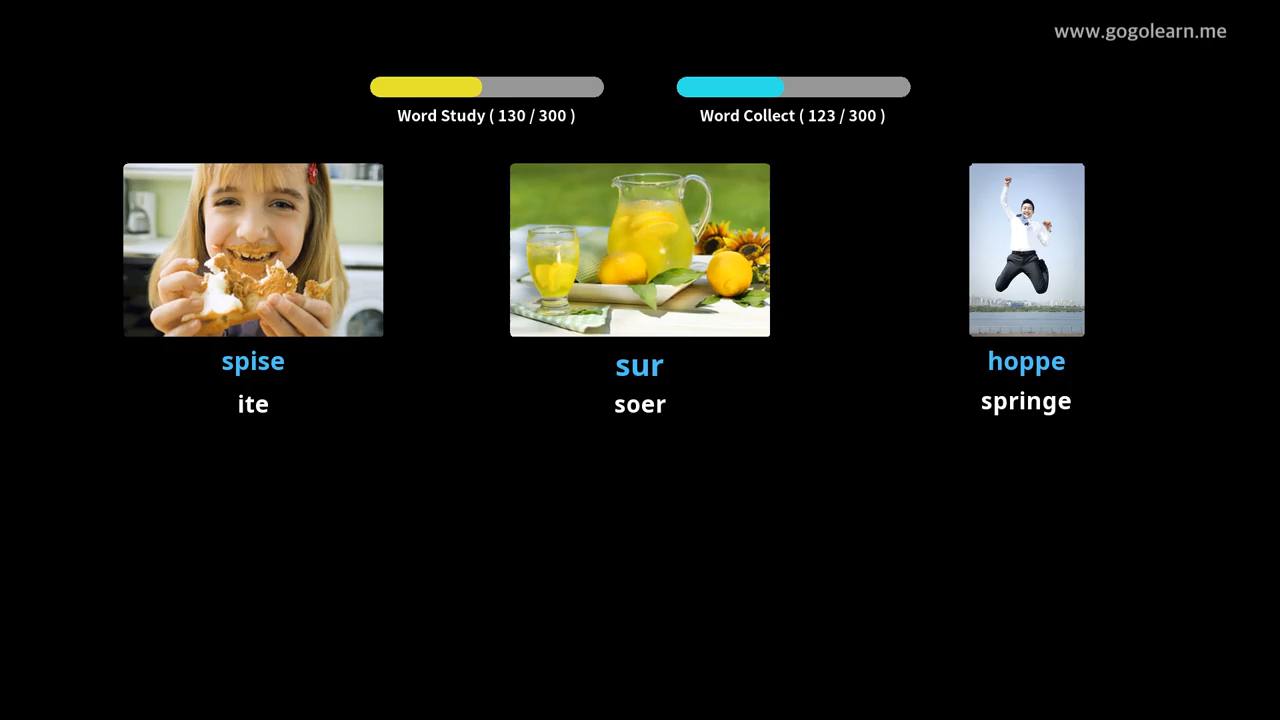 www.gogolearn.me
Word Study ( 130 / 300 )
Word Collect ( 123 / 300 )
spise
ite
sur
soer
hoppe
springe